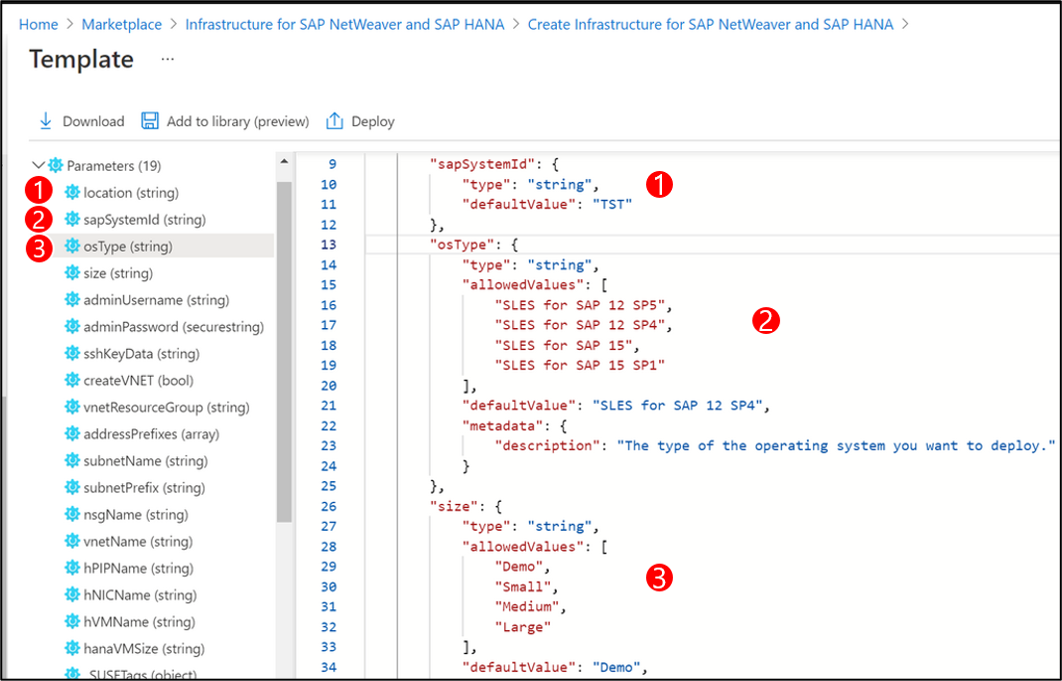 Home > Marketplace > Infrastructure for SAP NetWeaver and SAP HANA > Create Infrastructure for SAP NetWeaver and SAP HANA >
Template ...
Download Add to library (preview) Deploy
Parameters (19)
1 location (string)
2 sapSystemId (string)
3 osType (string)
size (string)
adminUsername (string)
adminPassword (securestring)
sshKeyData (string)
createVNET (bool)
vnetResourceGroup (string)
addressPrefixes (array)
subnetName (string)
subnetPrefix (string)
nsgName (string)
vnetName (string)
hPIPName (string)
hNICName (string)
hVMName (string)
hanaVMSize (string)
_SUSETags (object)
9 "sapSystemId": {
10 "type": "string", 1
11 "defaultValue": "TST"
12 },
13 "osType": {
14 "type": "string",
15 "allowedValues": [
16 "SLES for SAP 12 SP5",
17 "SLES for SAP 12 SP4", 2
18 "SLES for SAP 15",
19 "SLES for SAP 15 SP1"
20 ],
21 "defaultValue": "SLES for SAP 12 SP4",
22 "metadata": {
23 "description": "The type of the operating system you want to deploy."
24 }
25 },
26 "size": {
27 "type": "string",
28 "allowedValues": [
29 "Demo", 3
30 "Small",
31 "Medium",
32 "Large"
33 ],
34 "defaultValue": "Demo",